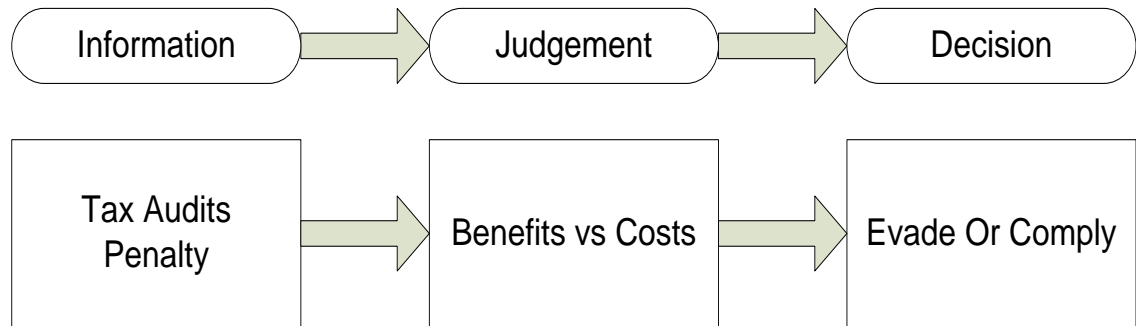 Information
Judgement
Decision
Tax Audits
Penalty
Benefits vs Costs
Evade Or Comply